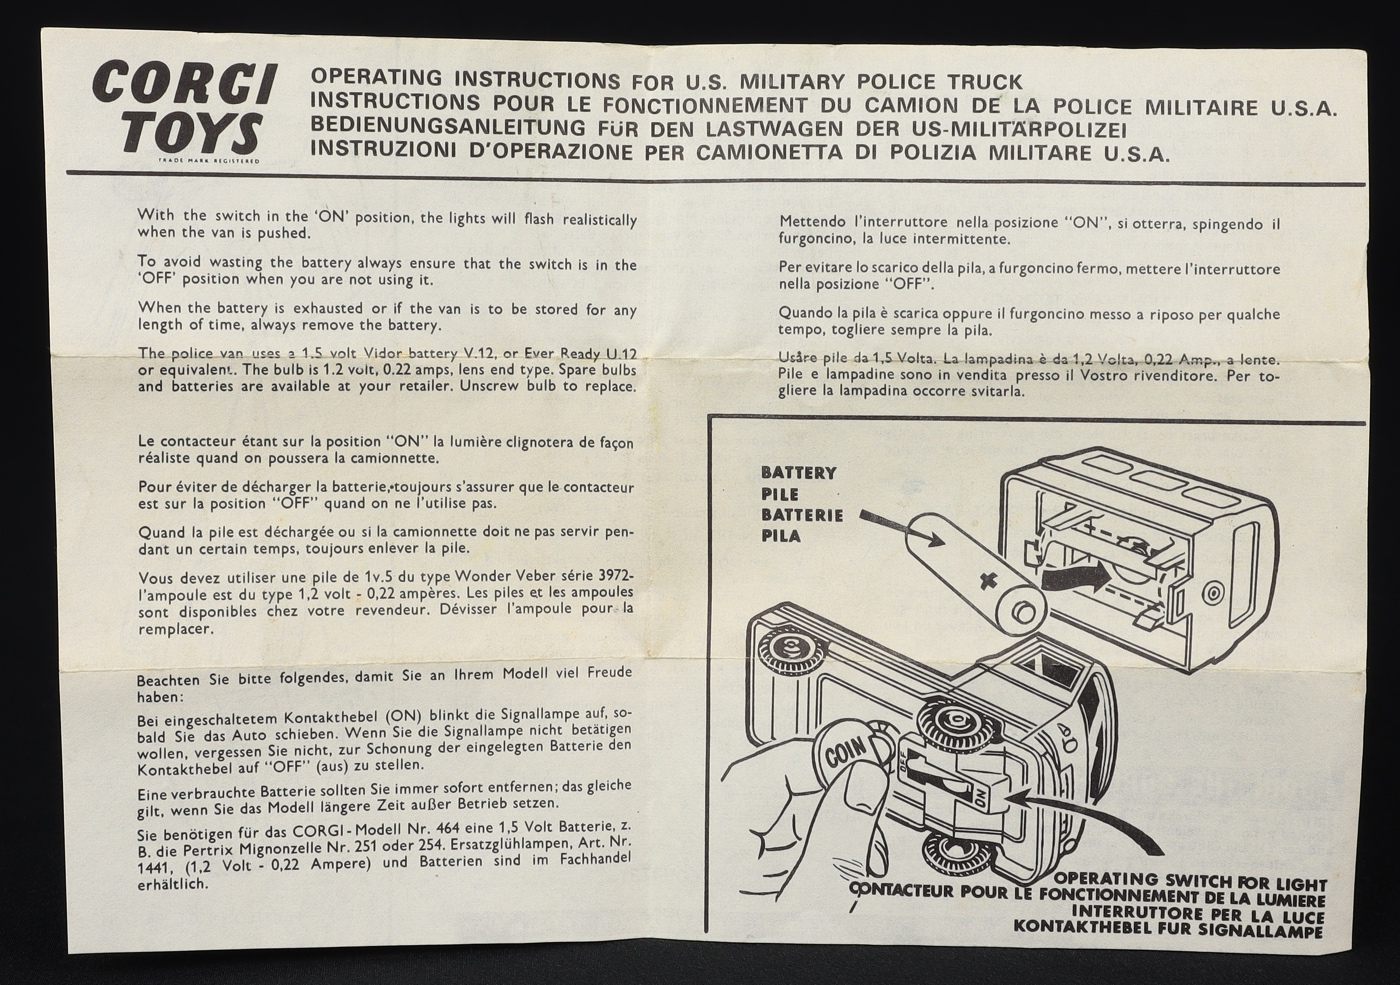 CORGI
TOYS
TRADE MARK REGISTERED
OPERATING INSTRUCTIONS FOR U.S. MILITARY POLICE TRUCK
INSTRUCTIONS POUR LE FONCTIONNEMENT DU CAMION DE LA POLICE MILITAIRE U.S.A.
BEDIENUNGSANLEITUNG FüR DEN LASTWAGEN DER US-MILITÄRPOLIZEI
INSTRUZIONI D'OPERAZIONE PER CAMIONETTA DI POLIZIA MILITARE U.S.A.
With the switch in the 'ON' position, the lights will flash realistically
when the van is pushed.
To avoid wasting the battery always ensure that the switch is in the
'OFF' position when you are not using it.
When the battery is exhausted or if the van is to be stored for any
length of time, always remove the battery.
The police van uses a 1.5 volt Vidor battery V.12, or Ever Ready U.12
or equivalent. The bulb is 1.2 volt, 0.22 amps, lens end type. Spare bulbs
and batteries are available at your retailer. Unscrew bulb to replace.
Le contacteur étant sur la position "ON" la lumière clignotera de façon
réaliste quand on poussera la camionnette.
Pour éviter de décharger la batterie, toujours s'assurer que le contacteur
est sur la position "OFF" quand on ne l'utilise pas.
Quand la pile est déchargée ou si la camionnette doit ne pas servir pen-
dant un certain temps, toujours enlever la pile.
Vous devez utiliser une pile de 1v.5 du type Wonder Veber série 3972-
l'ampoule est du type 1,2 volt - 0,22 ampères. Les piles et les ampoules
sont disponibles chez votre revendeur. Dévisser l'ampoule pour la
remplacer.
Beachten Sie bitte folgendes, damit Sie an Ihrem Modell viel Freude
haben:
Bei eingeschaltetem Kontakthebel (ON) blinkt die Signallampe auf, so-
bald Sie das Auto schieben. Wenn Sie die Signallampe nicht betätigen
wollen, vergessen Sie nicht, zur Schonung der eingelegten Batterie den
Kontakthebel auf "OFF" (aus) zu stellen.
Eine verbrauchte Batterie sollten Sie immer sofort entfernen; das gleiche
gilt, wenn Sie das Modell längere Zeit außer Betrieb setzen.
Sie benötigen für das CORGI-Modell Nr. 464 eine 1,5 Volt Batterie, z.
B. die Pertrix Mignonzelle Nr. 251 oder 254. Ersatzglühlampen, Art. Nr.
1441, (1,2 Volt - 0,22 Ampere) und Batterien sind im Fachhandel
erhältlich.
Mettendo l'interruttore nella posizione "ON", si otterra, spingendo il
furgoncino, la luce intermittente.
Per evitare lo scarico della pila, a furgoncino fermo, mettere l'interruttore
nella posizione "OFF".
Quando la pila è scarica oppure il furgoncino messo a riposo per qualche
tempo, togliere sempre la pila.
Usare pile da 1,5 Volta. La lampadina è da 1,2 Volta, 0,22 Amp., a lente.
Pile e lampadine sono in vendita presso il Vostro rivenditore. Per to-
gliere la lampadina occorre svitarla.
BATTERY
PILE
BATTERIE
PILA
+
COIN
OFF
ON
OPERATING SWITCH FOR LIGHT
CONTACTEUR POUR LE FONCTIONNEMENT DE LA LUMIERE
INTERRUTTORE PER LA LUCE
KONTAKTHEBEL FUR SIGNALLAMPE